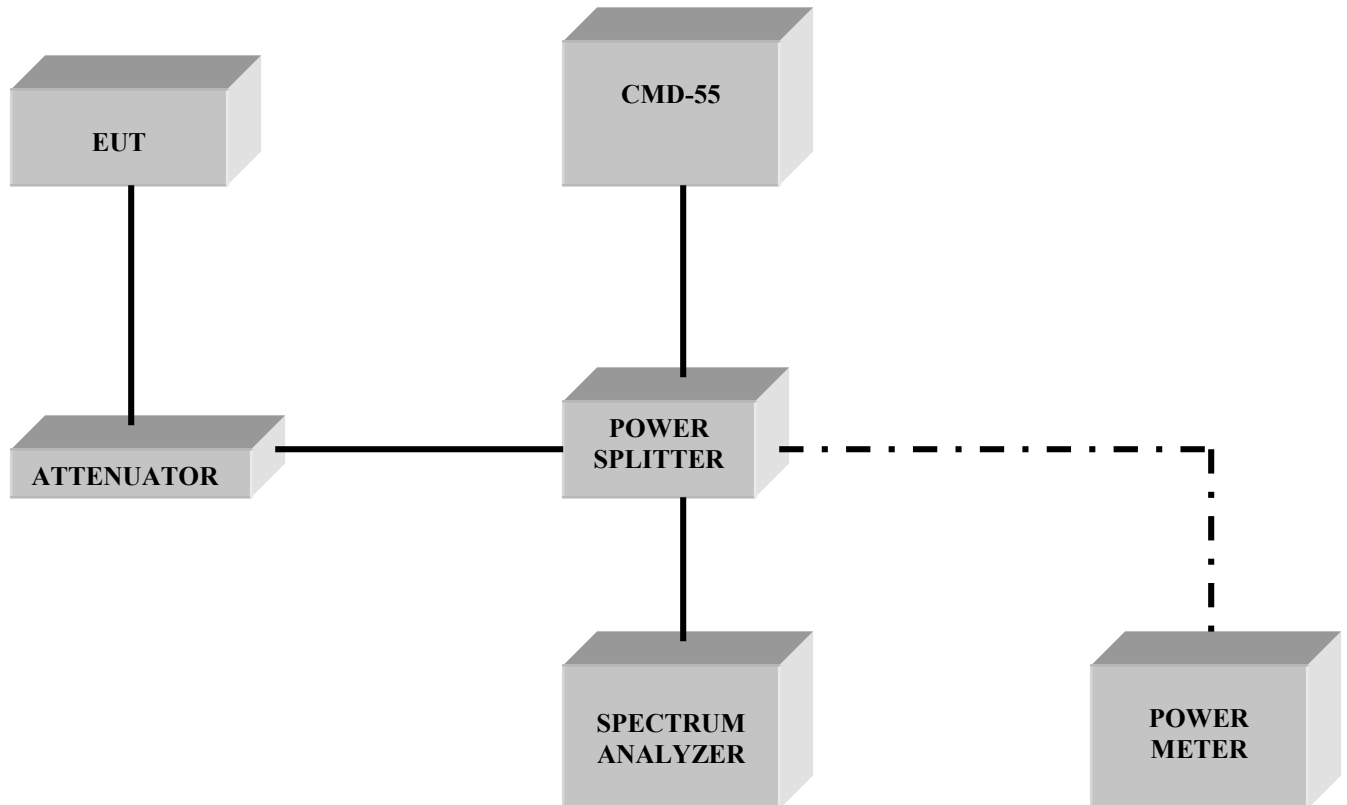 CMD-55
EUT
POWER
SPLITTER
ATTENUATOR
SPECTRUM
ANALYZER
POWER
METER